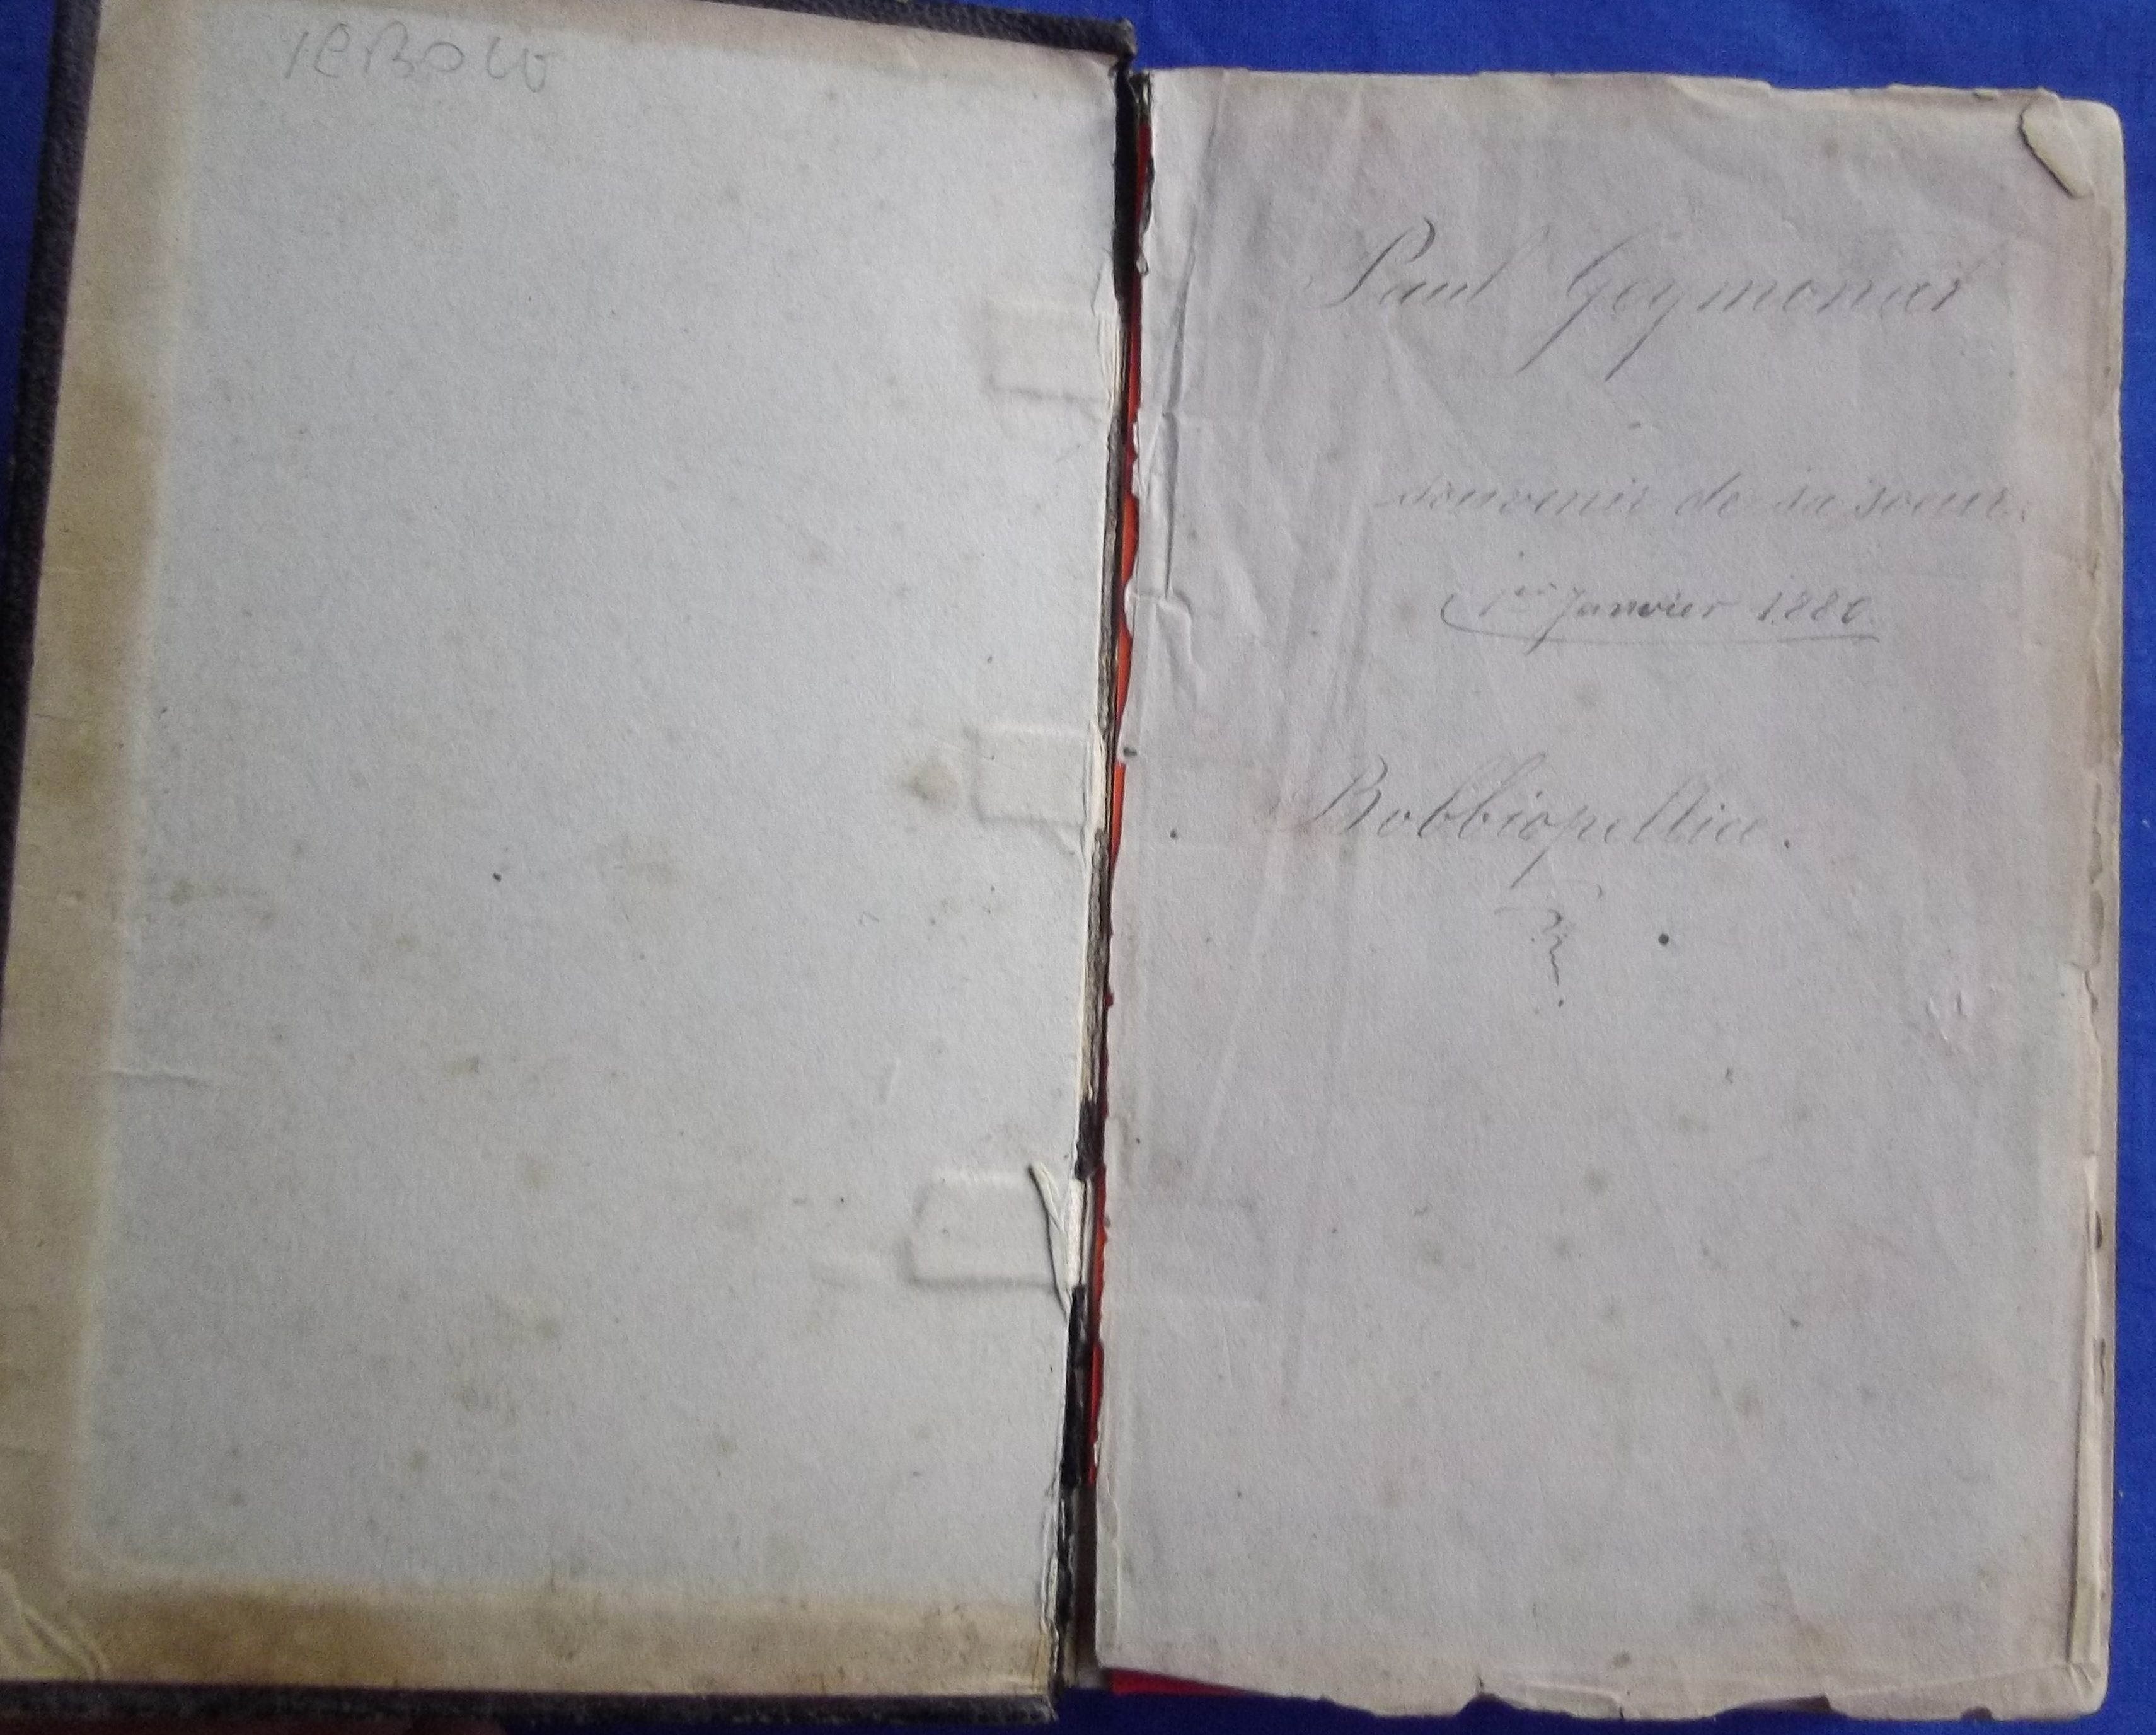 Paul Geymonat
souvenir de sa soeur.
1er Janvier 1880.
Bobbiopellice.